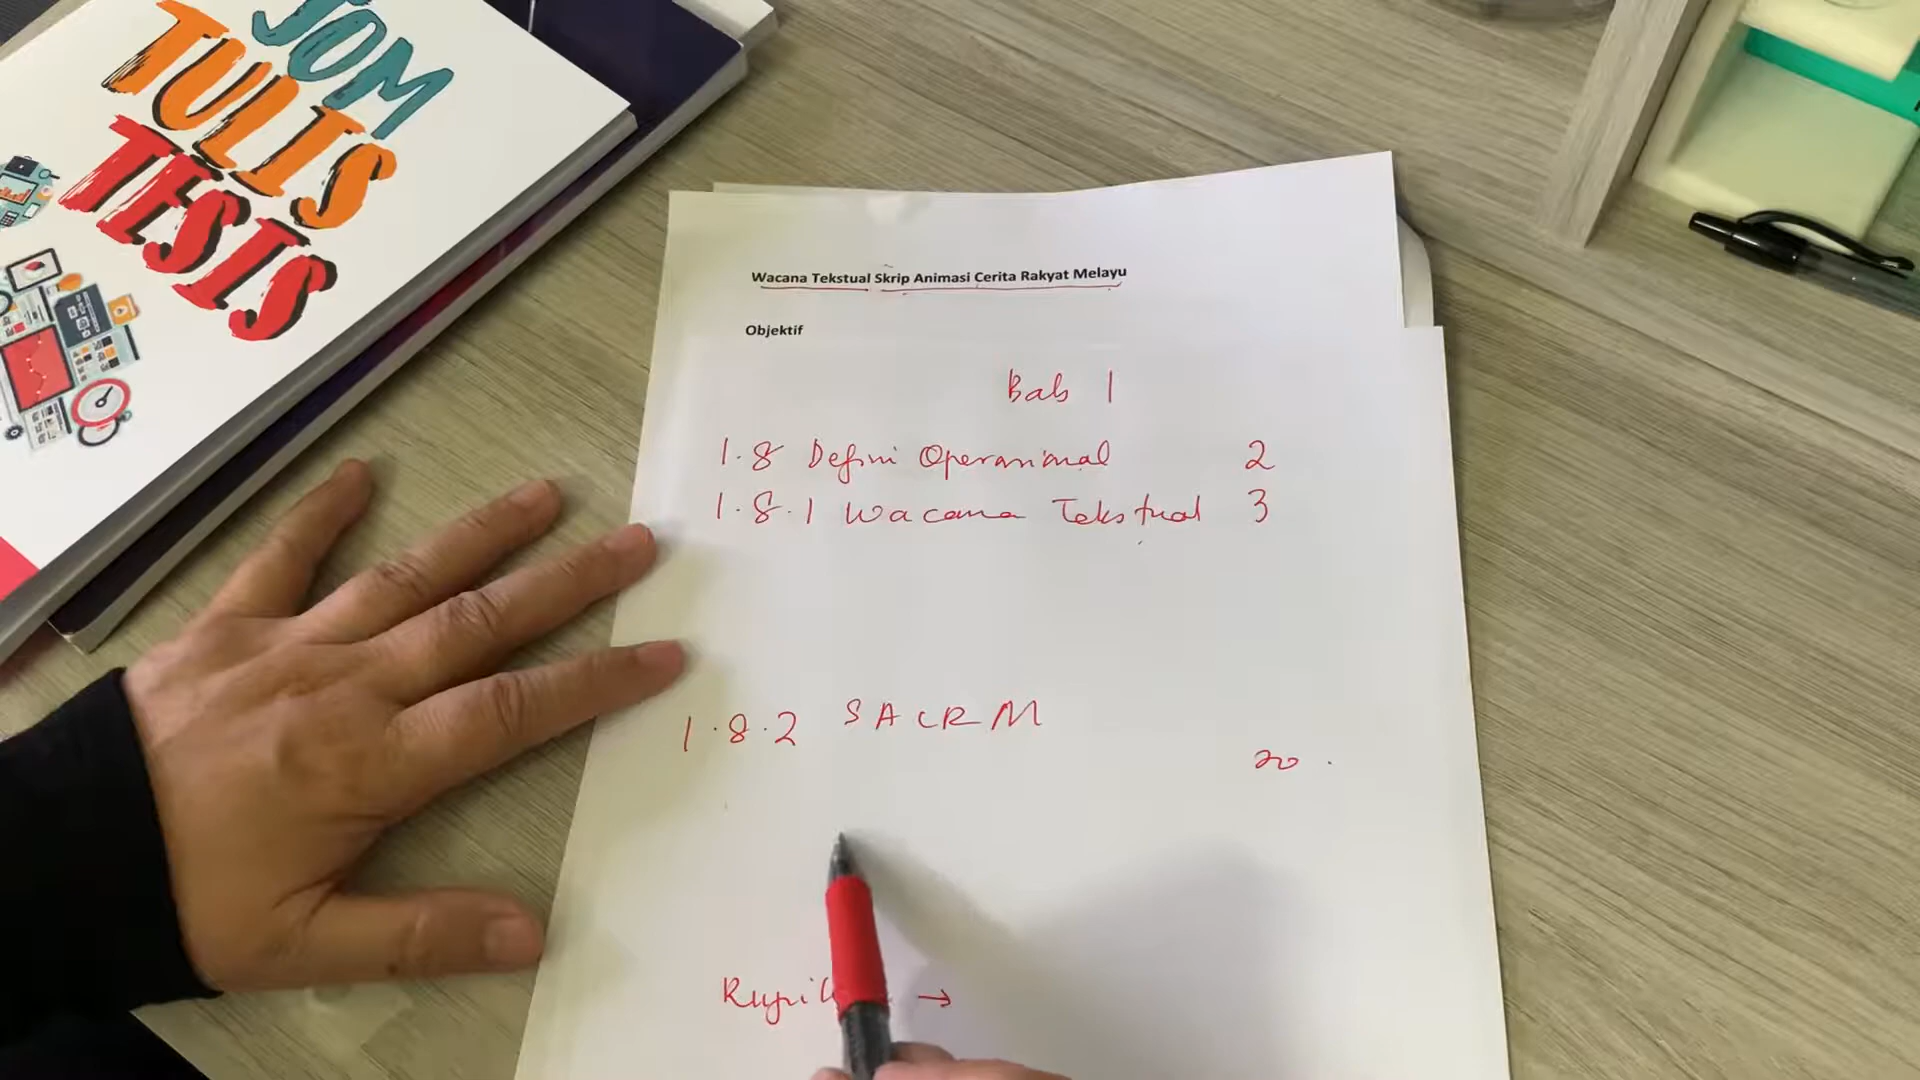 JOM
TULIS
TESIS
Wacana Tekstual Skrip Animasi Cerita Rakyat Melayu
Objektif
Bab 1
1.8 Defini Operasional 2
1.8.1 Wacana Tekstual 3
1.8.2 SACRM
20
→